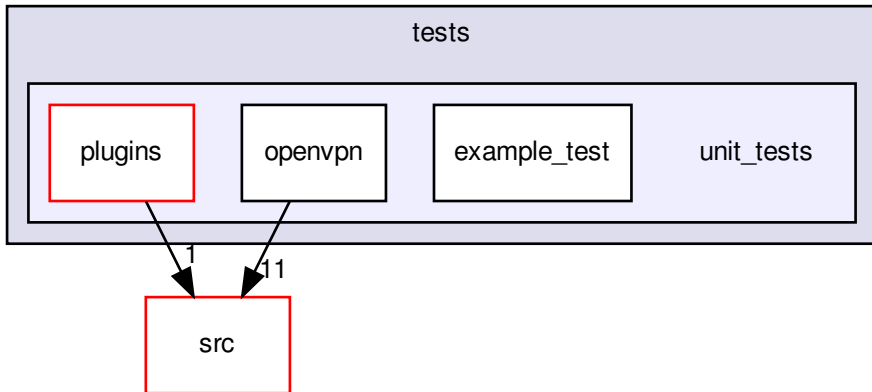 tests
plugins
openvpn
example_test
unit_tests
1
11
src